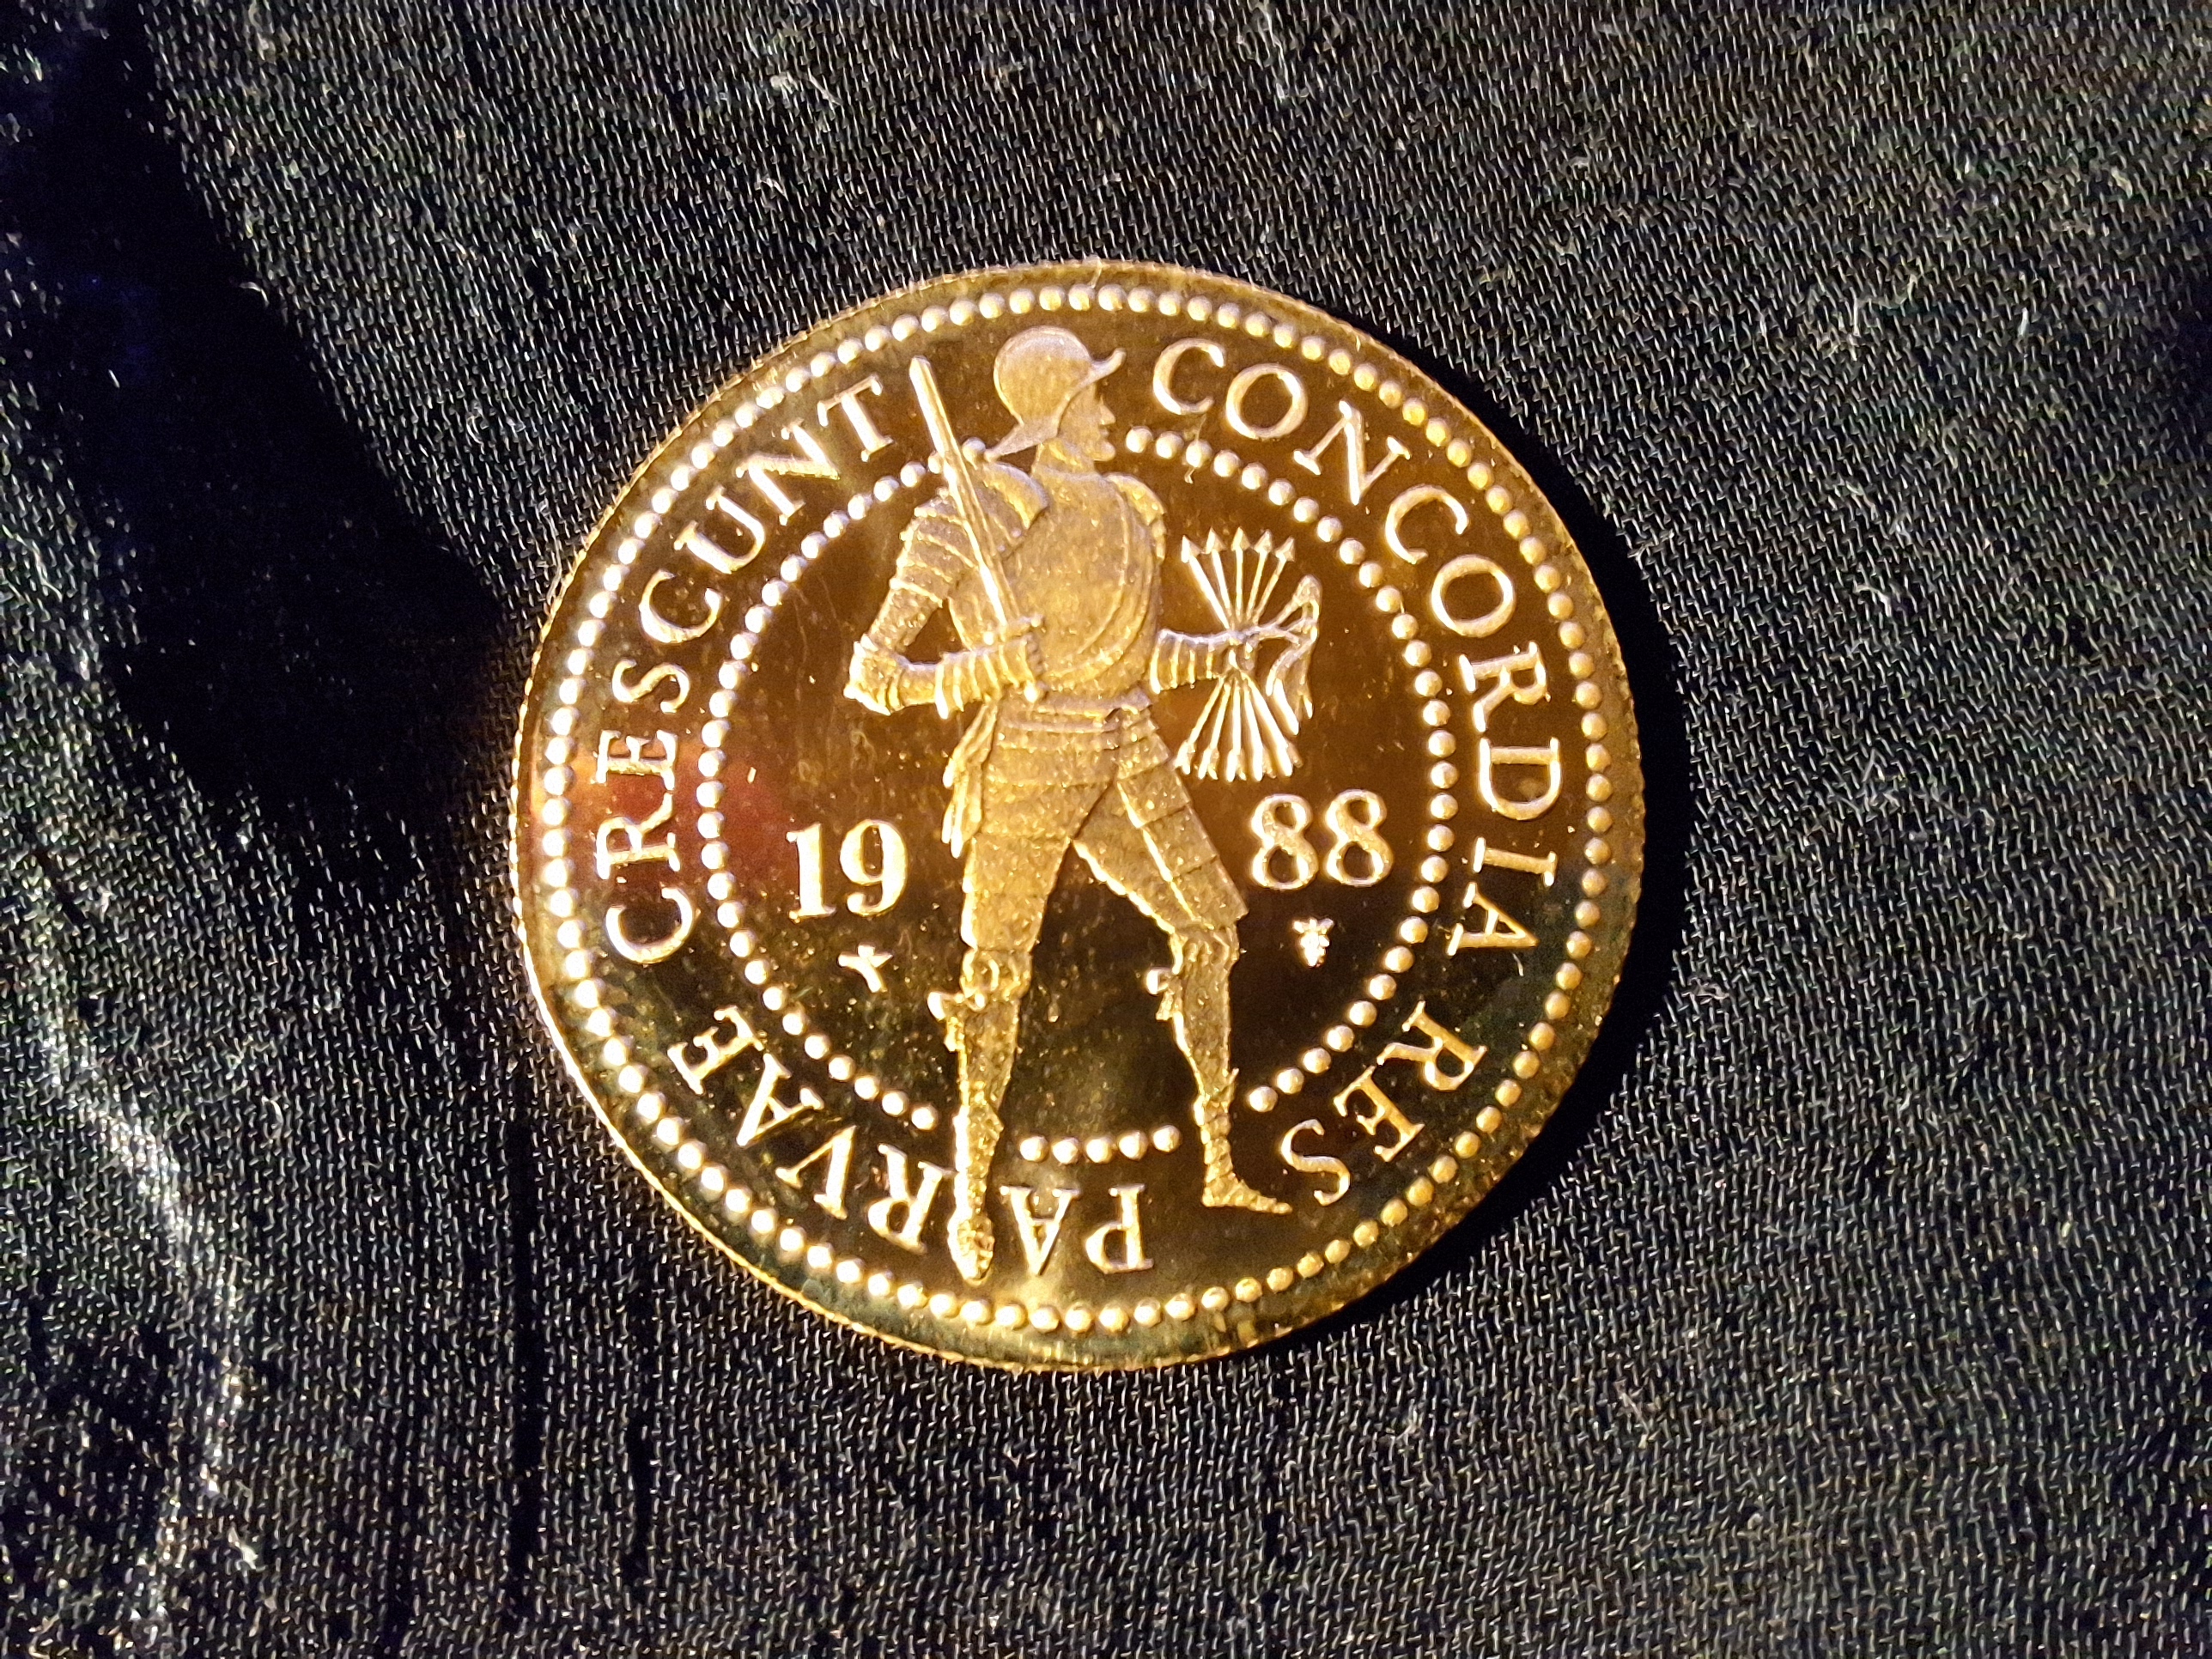 CONCORDIA RES PARVAE CRESCUNT
19 88